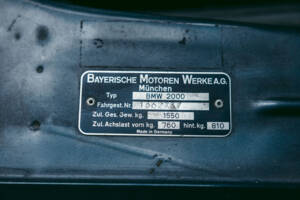 BAYERISCHE MOTOREN WERKE A.G.
München
Typ BMW 2000
Fahrgest. Nr.
Zul. Ges. Gew. kg. 1550
Zul. Achslast vorn kg. 760 hint. kg. 810
Made in Germany